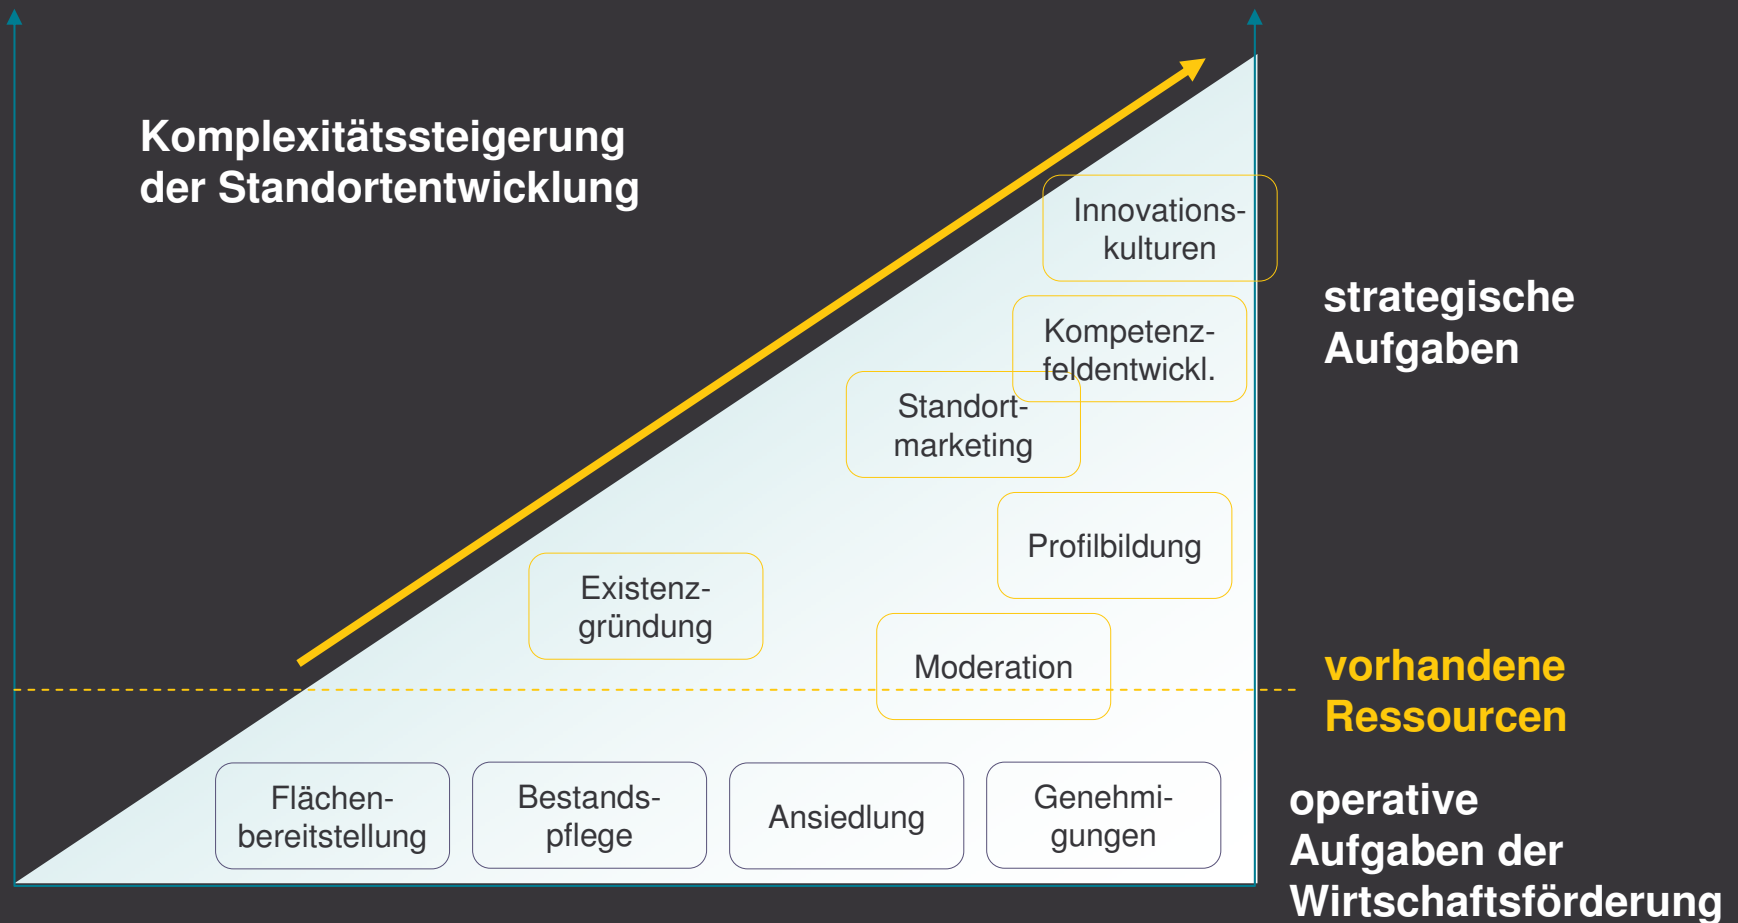 Komplexitätssteigerung
der Standortentwicklung
Innovations-
kulturen
strategische
Aufgaben
Kompetenz-
feldentwickl.
Standort-
marketing
Profilbildung
Existenz-
gründung
Moderation
vorhandene
Ressourcen
Flächen-
bereitstellung
Bestands-
pflege
Ansiedlung
Genehmi-
gungen
operative
Aufgaben der
Wirtschaftsförderung